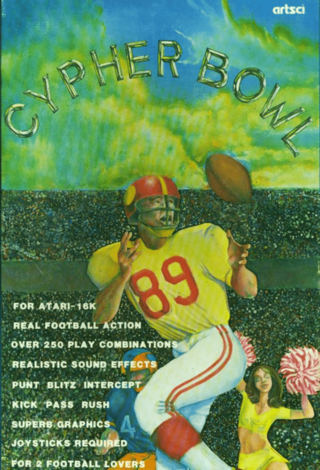 artsci
CYPHER BOWL
89
FOR ATARI-16K
REAL FOOTBALL ACTION
OVER 250 PLAY COMBINATIONS
REALISTIC SOUND EFFECTS
PUNT BLITZ INTERCEPT
KICK PASS RUSH
SUPERB GRAPHICS
4
JOYSTICKS REQUIRED
FOR 2 FOOTBALL LOVERS